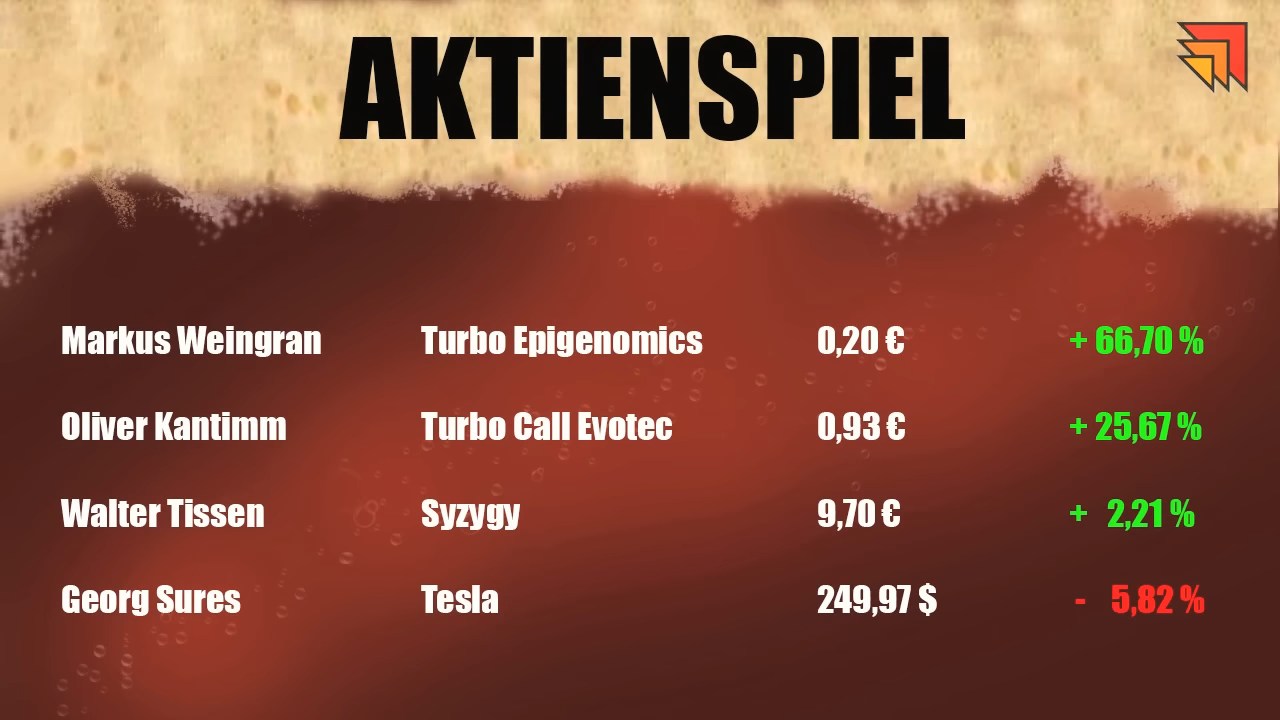 AKTIENSPIEL
Markus Weingran Turbo Epigenomics 0,20 € + 66,70 %
Oliver Kantimm Turbo Call Evotec 0,93 € + 25,67 %
Walter Tissen Syzygy 9,70 € + 2,21 %
Georg Sures Tesla 249,97 $ - 5,82 %